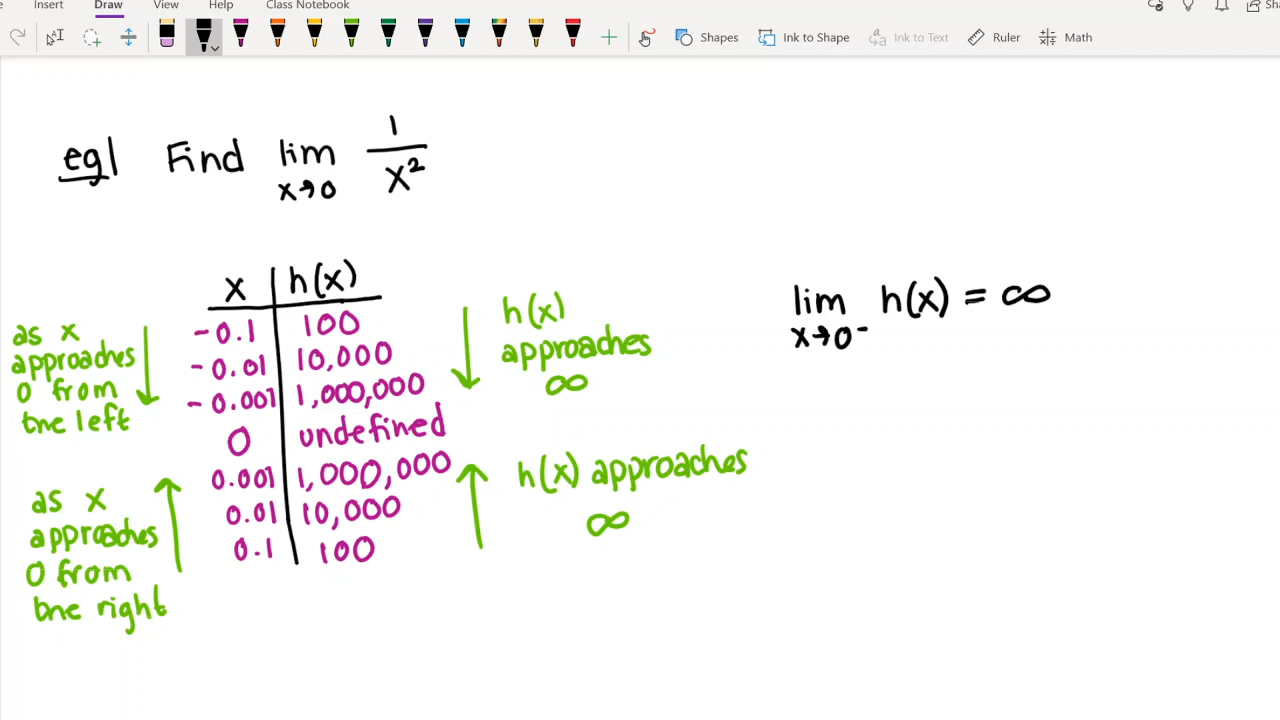 Insert Draw View Help Class Notebook
Shapes Ink to Shape Ink to Text Ruler Math
eg1 Find lim x→0 1/x²
x h(x)
-0.1 100
-0.01 10,000
-0.001 1,000,000
0 undefined
0.001 1,000,000
0.01 10,000
0.1 100
as x
approaches
0 from
the left
as x
approaches
0 from
the right
h(x)
approaches
∞
h(x) approaches
∞
lim x→0⁻ h(x) = ∞